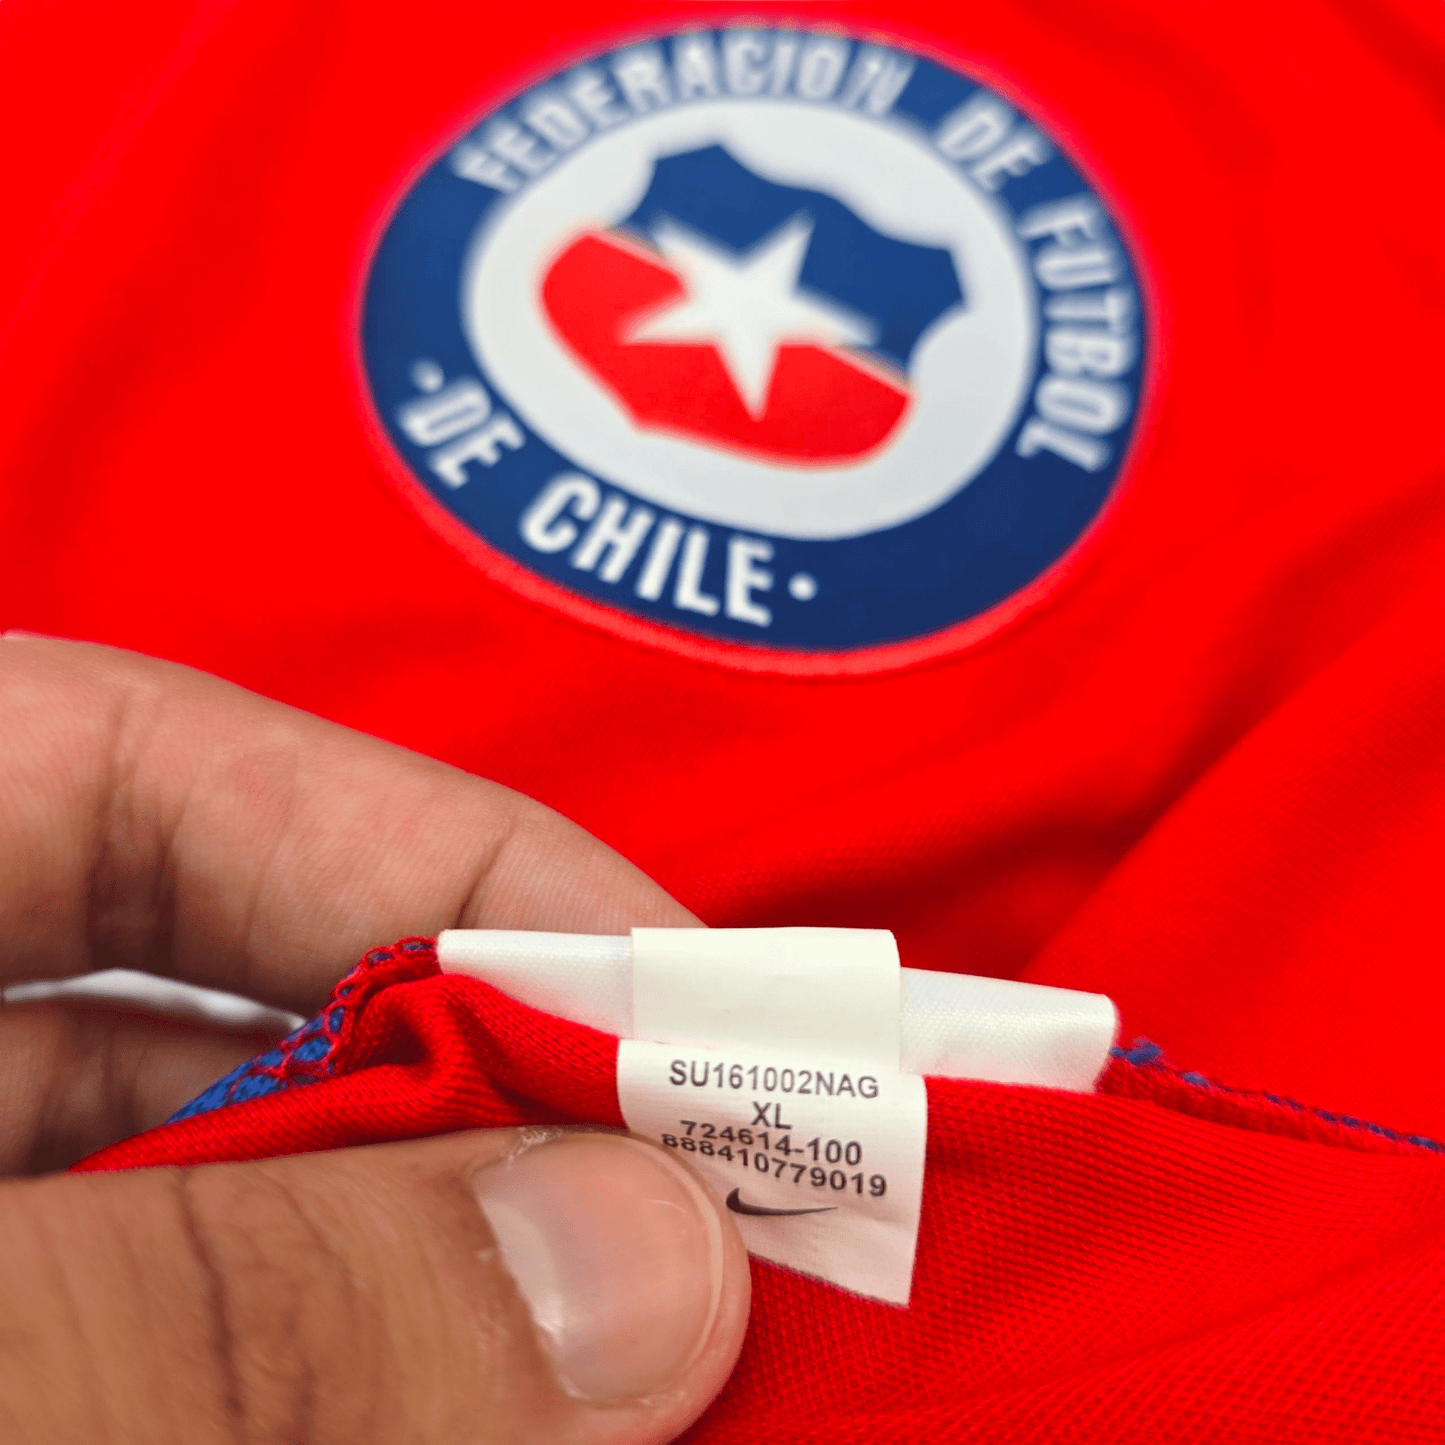 FEDERACION DE FUTBOL
· DE CHILE ·
SU161002NAG
XL
724614-100
888410779019